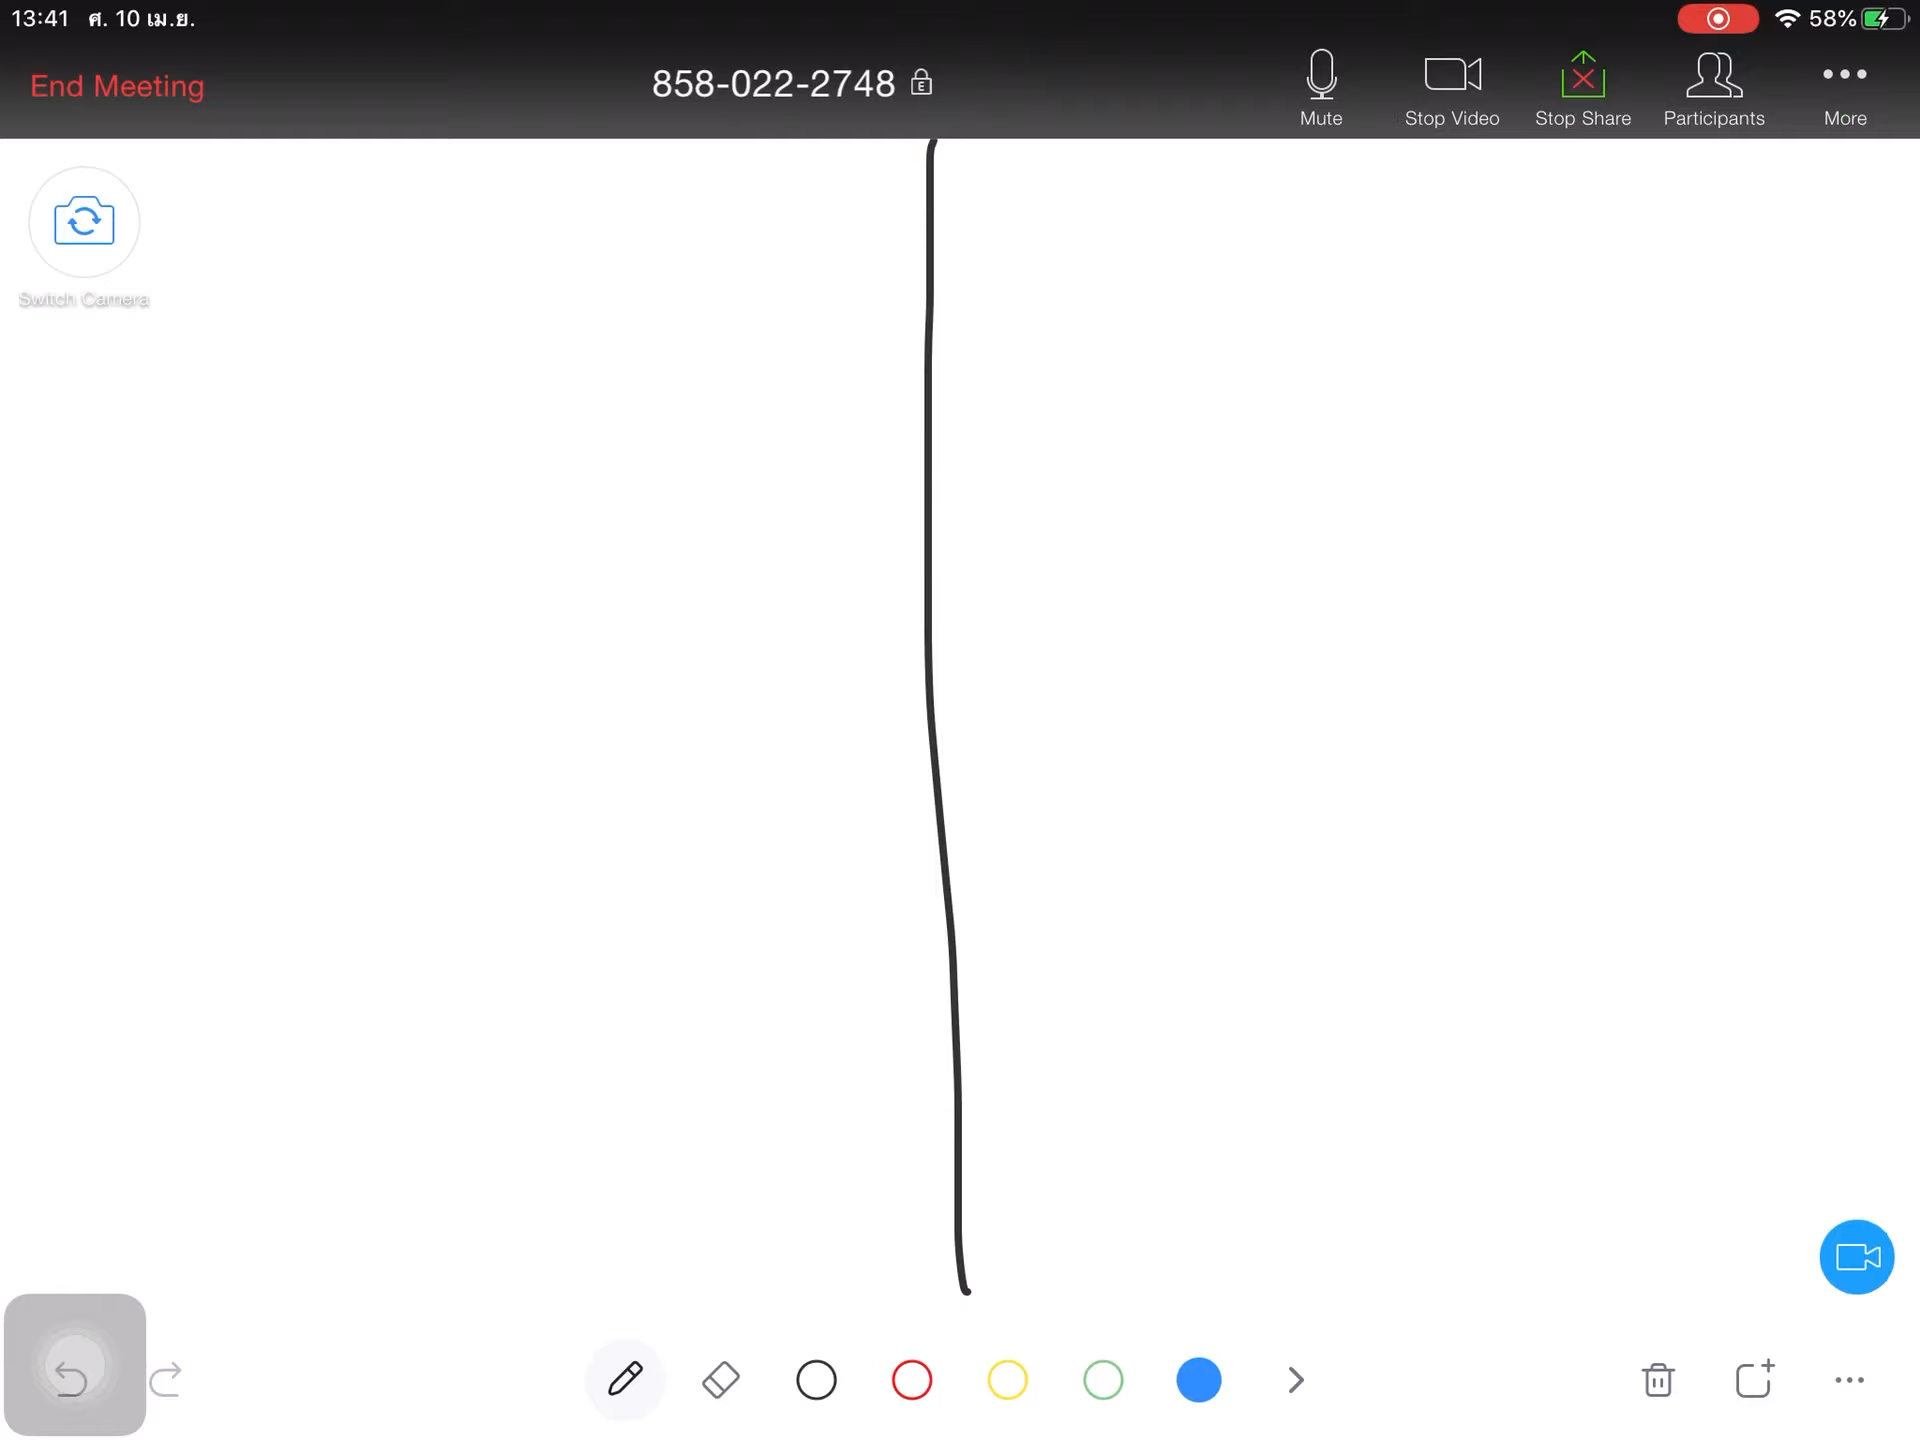 13:41 ศ. 10 เม.ย.
58%
End Meeting
858-022-2748
Mute
Stop Video
Stop Share
Participants
More
Switch Camera